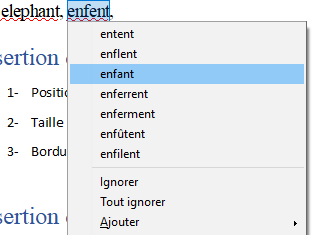 elephant, enfent,
entent
enflent
sertion
enfant
1- Positio
enferrent
enferment
2- Taille
enfûtent
3- Bordu
enfilent
Ignorer
Tout ignorer
sertion
Ajouter